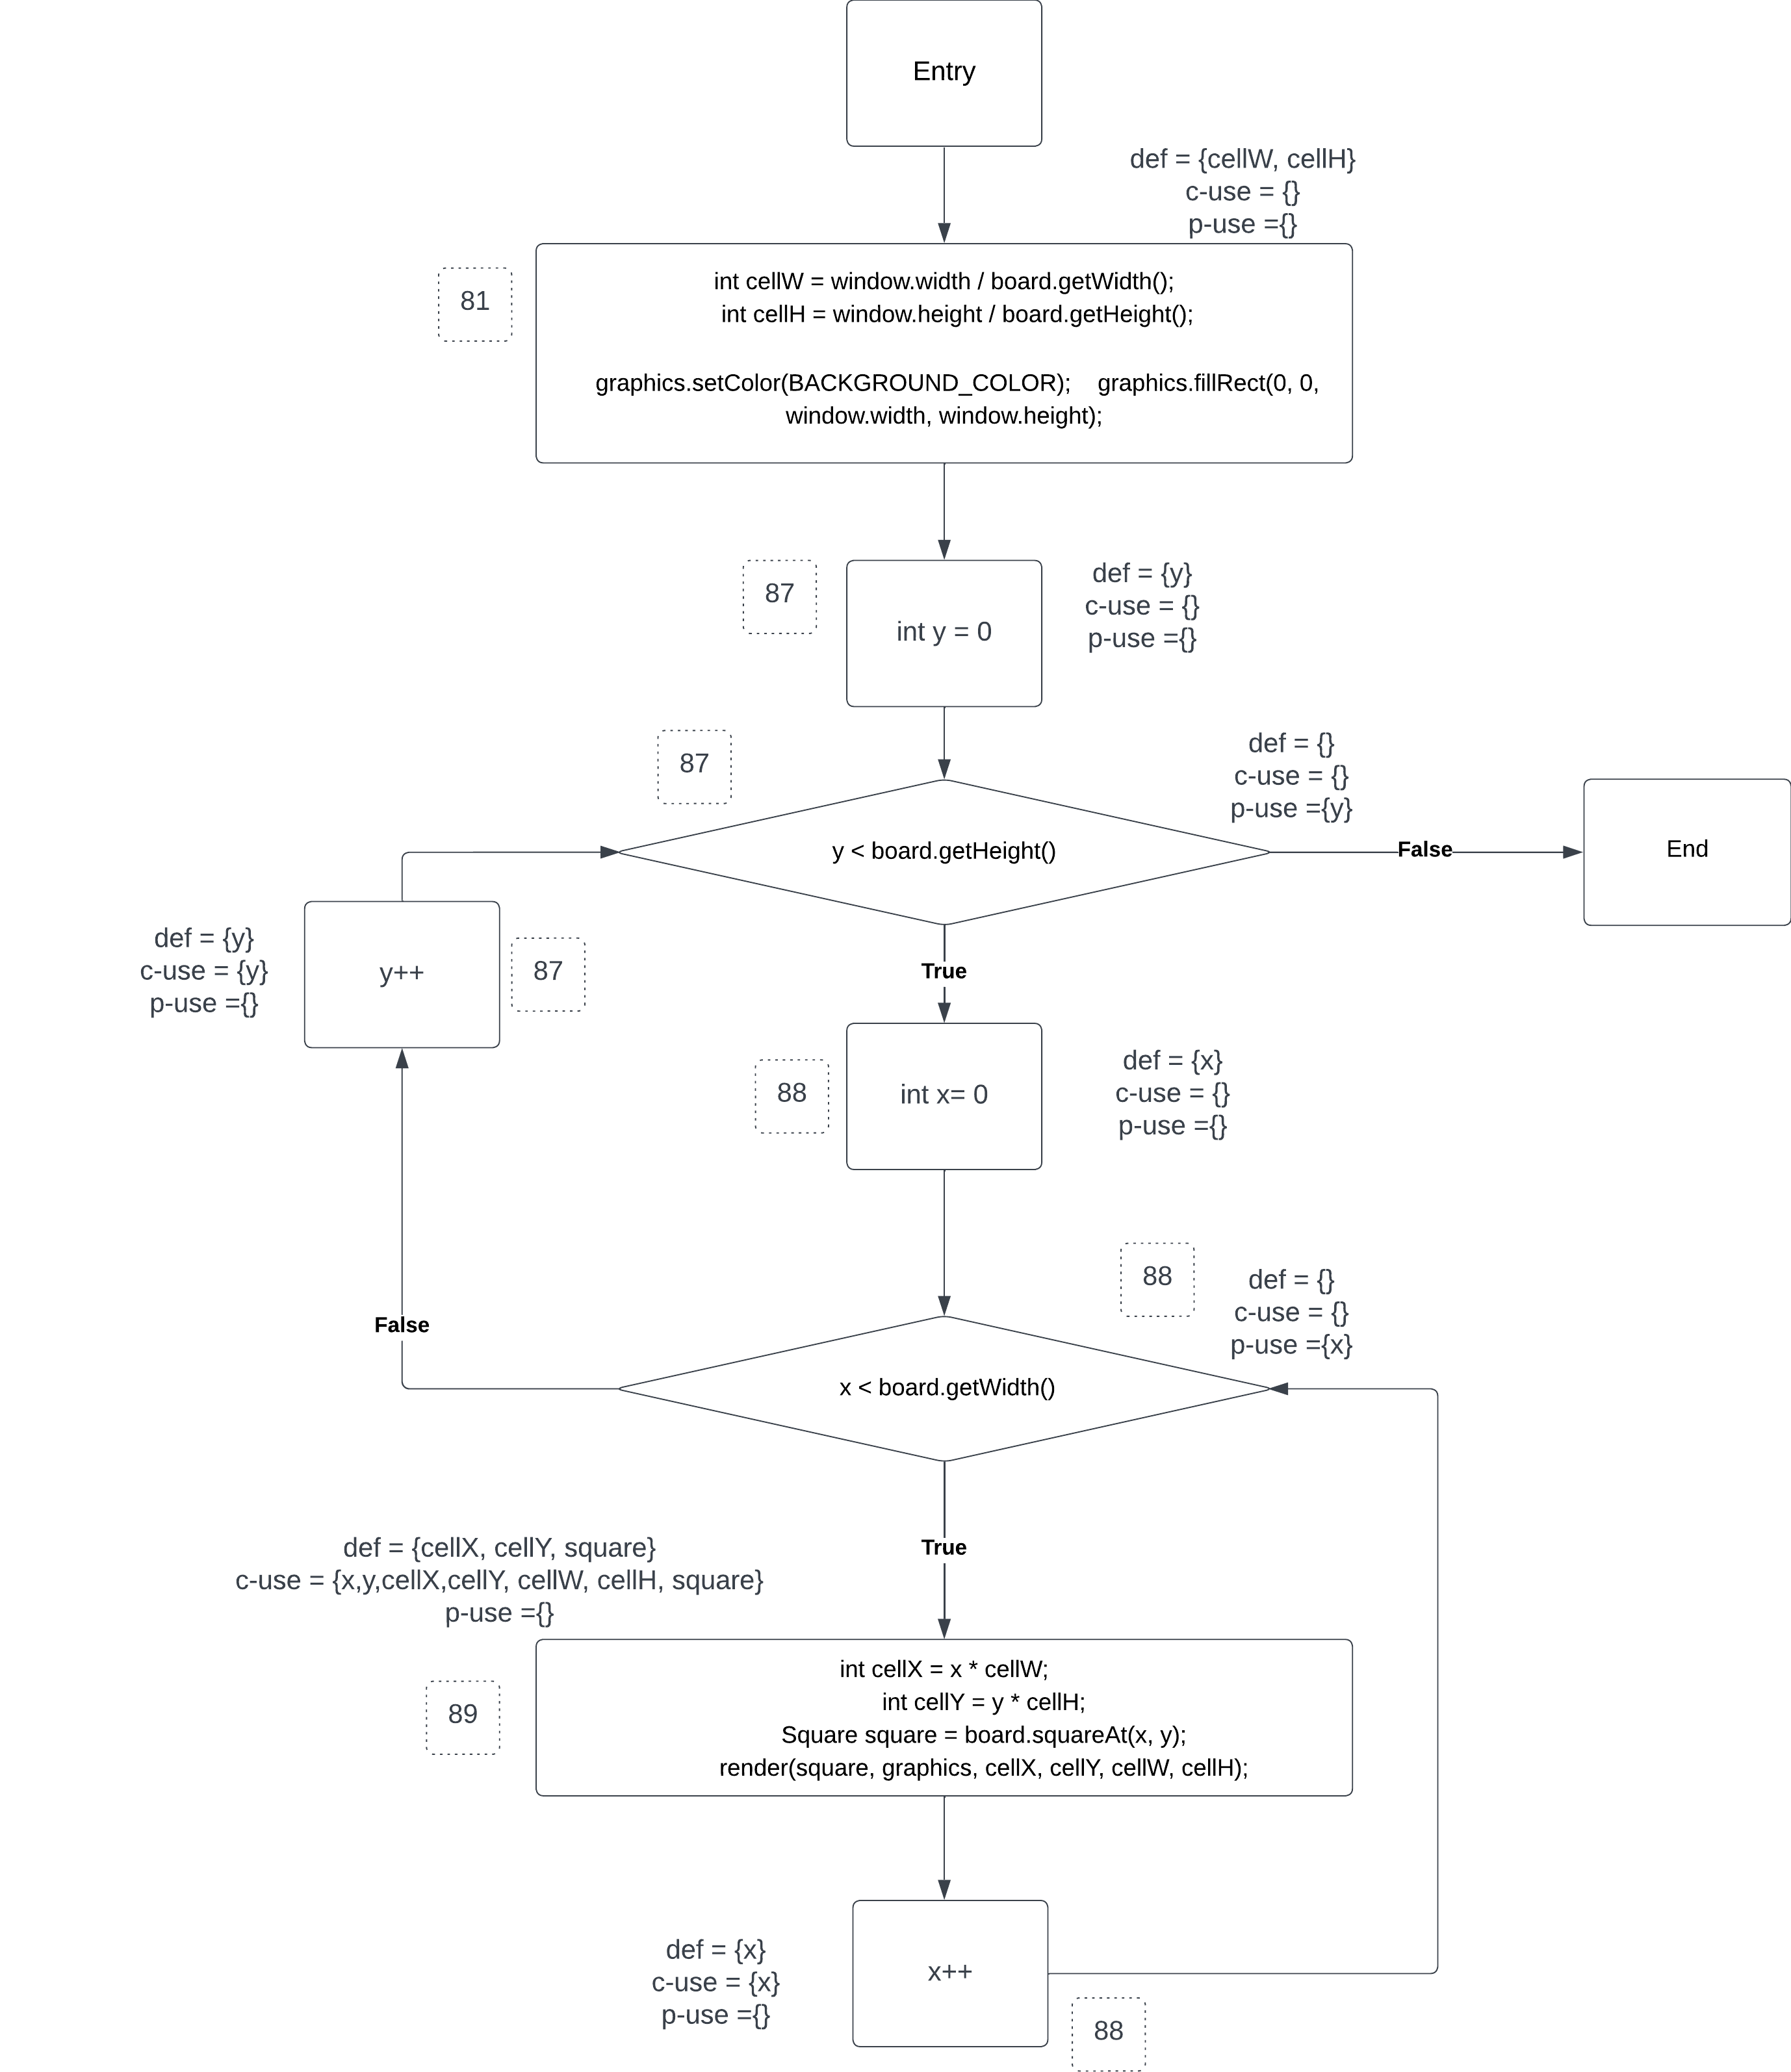 Entry
def = {cellW, cellH}
c-use = {}
p-use ={}
81
int cellW = window.width / board.getWidth();
int cellH = window.height / board.getHeight();
graphics.setColor(BACKGROUND_COLOR);    graphics.fillRect(0, 0,
window.width, window.height);
87
int y = 0
def = {y}
c-use = {}
p-use ={}
87
y < board.getHeight()
def = {}
c-use = {}
p-use ={y}
False
End
def = {y}
c-use = {y}
p-use ={}
y++
87
True
88
int x= 0
def = {x}
c-use = {}
p-use ={}
88
def = {}
c-use = {}
p-use ={x}
False
x < board.getWidth()
True
def = {cellX, cellY, square}
c-use = {x,y,cellX,cellY, cellW, cellH, square}
p-use ={}
89
int cellX = x * cellW;
int cellY = y * cellH;
Square square = board.squareAt(x, y);
render(square, graphics, cellX, cellY, cellW, cellH);
def = {x}
c-use = {x}
p-use ={}
x++
88